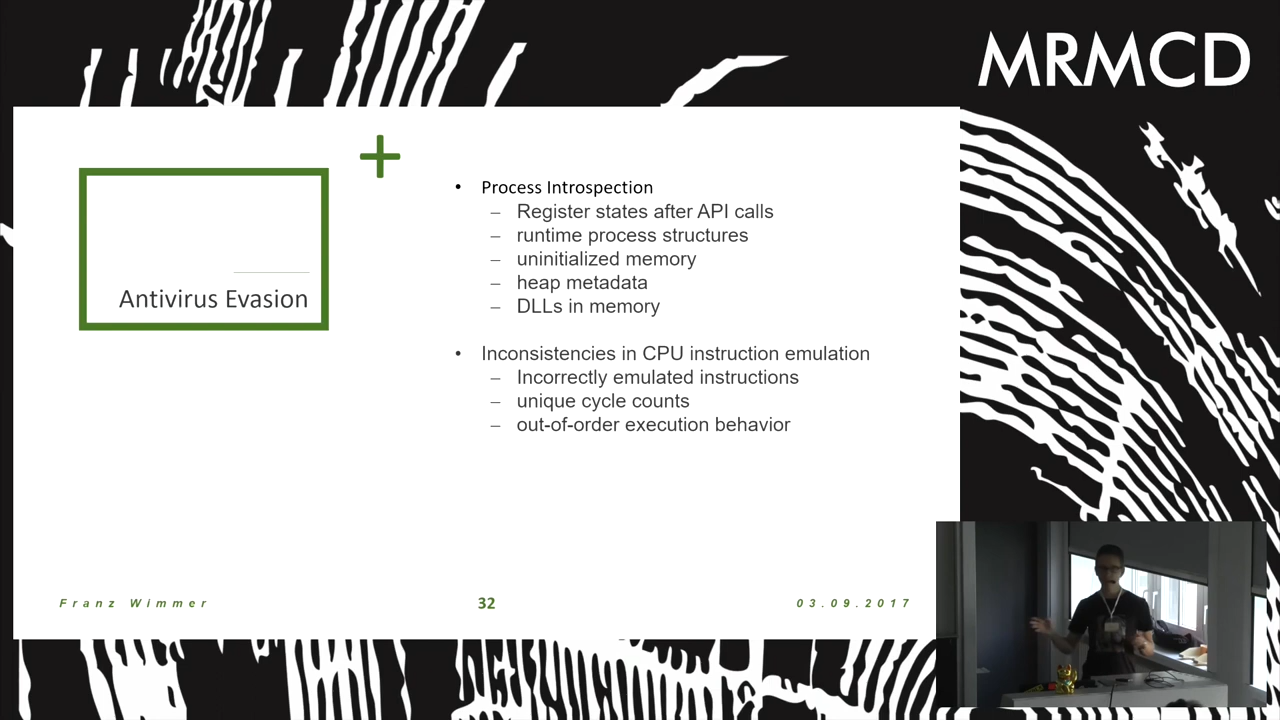 MRMCD
Antivirus Evasion
• Process Introspection
– Register states after API calls
– runtime process structures
– uninitialized memory
– heap metadata
– DLLs in memory
• Inconsistencies in CPU instruction emulation
– Incorrectly emulated instructions
– unique cycle counts
– out-of-order execution behavior
Franz Wimmer
32
03.09.2017